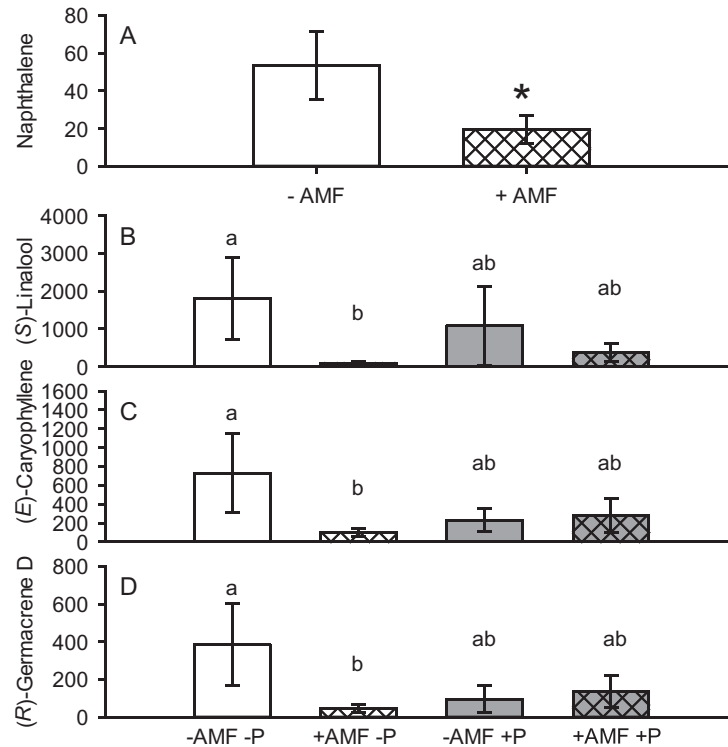 A
Naphthalene
80
60
40
20
0
*
- AMF
+ AMF
B
(S)-Linalool
4000
3000
2000
1000
0
a
b
ab
ab
C
(E)-Caryophyllene
1600
1400
1200
1000
800
600
400
200
0
a
b
ab
ab
D
(R)-Germacrene D
800
600
400
200
0
a
b
ab
ab
-AMF -P
+AMF -P
-AMF +P
+AMF +P